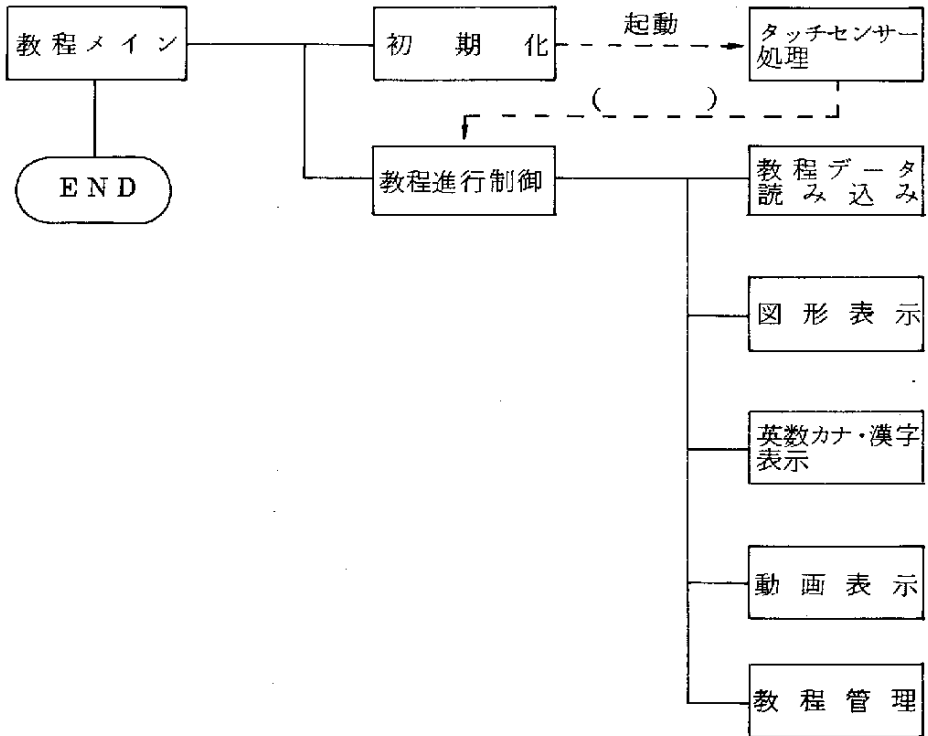 教程メイン
初期化
起動
タッチセンサー
処理
(　　　)
END
教程進行制御
教程データ
読み込み
図形表示
英数カナ・漢字
表示
動画表示
教程管理